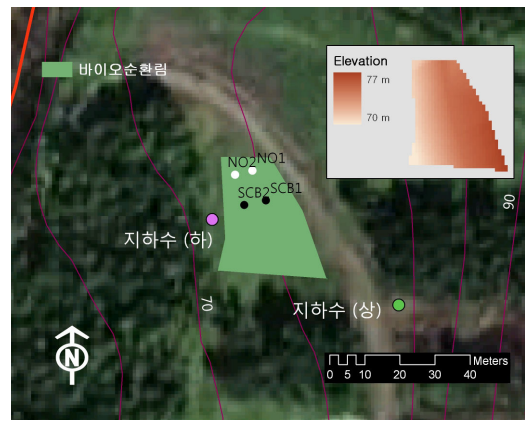 바이오순환림
Elevation
77 m
70 m
NO2 NO1
SCB2 SCB1
지하수 (하)
지하수 (상)
70
90
N
Meters
0 5 10 20 30 40